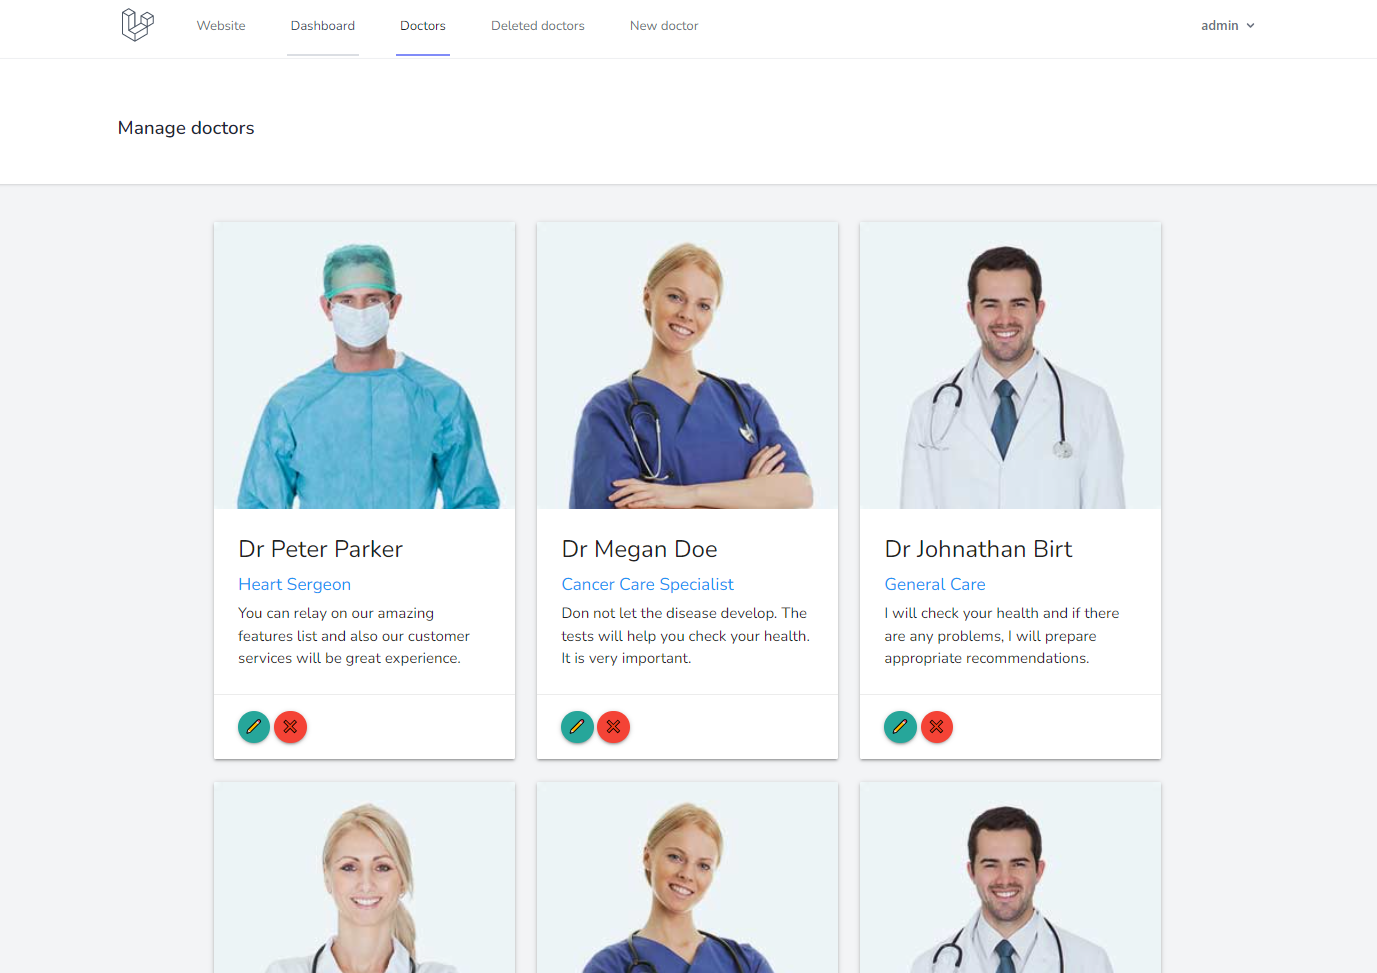 Website Dashboard Doctors Deleted doctors New doctor admin
Manage doctors
Dr Peter Parker
Heart Sergeon
You can relay on our amazing
features list and also our customer
services will be great experience.
Dr Megan Doe
Cancer Care Specialist
Don not let the disease develop. The
tests will help you check your health.
It is very important.
Dr Johnathan Birt
General Care
I will check your health and if there
are any problems, I will prepare
appropriate recommendations.